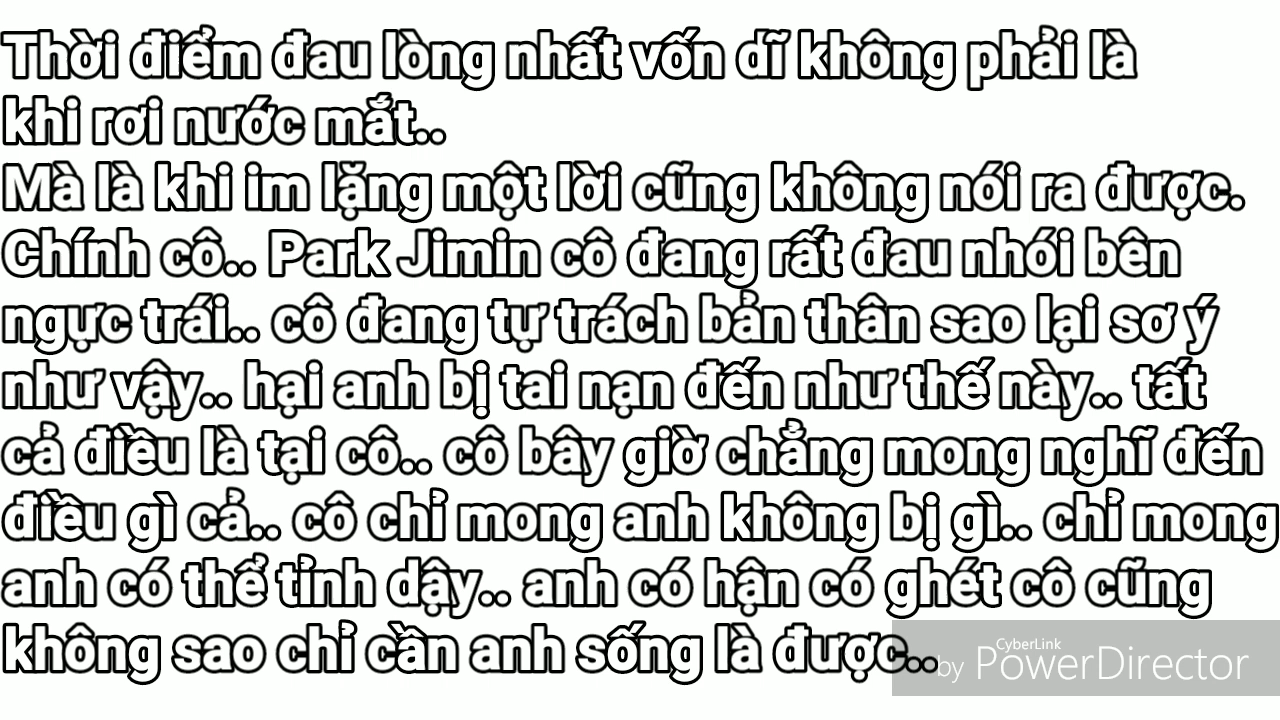 Thời điểm đau lòng nhất vốn dĩ không phải là
khi rơi nước mắt..
Mà là khi im lặng một lời cũng không nói ra được.
Chính cô.. Park Jimin cô đang rất đau nhói bên
ngực trái.. cô đang tự trách bản thân sao lại sơ ý
như vậy.. hại anh bị tai nạn đến như thế này.. tất
cả điều là tại cô.. cô bây giờ chẳng mong nghĩ đến
điều gì cả.. cô chỉ mong anh không bị gì.. chỉ mong
anh có thể tỉnh dậy.. anh có hận có ghét cô cũng
không sao chỉ cần anh sống là được..
CyberLink
by PowerDirector